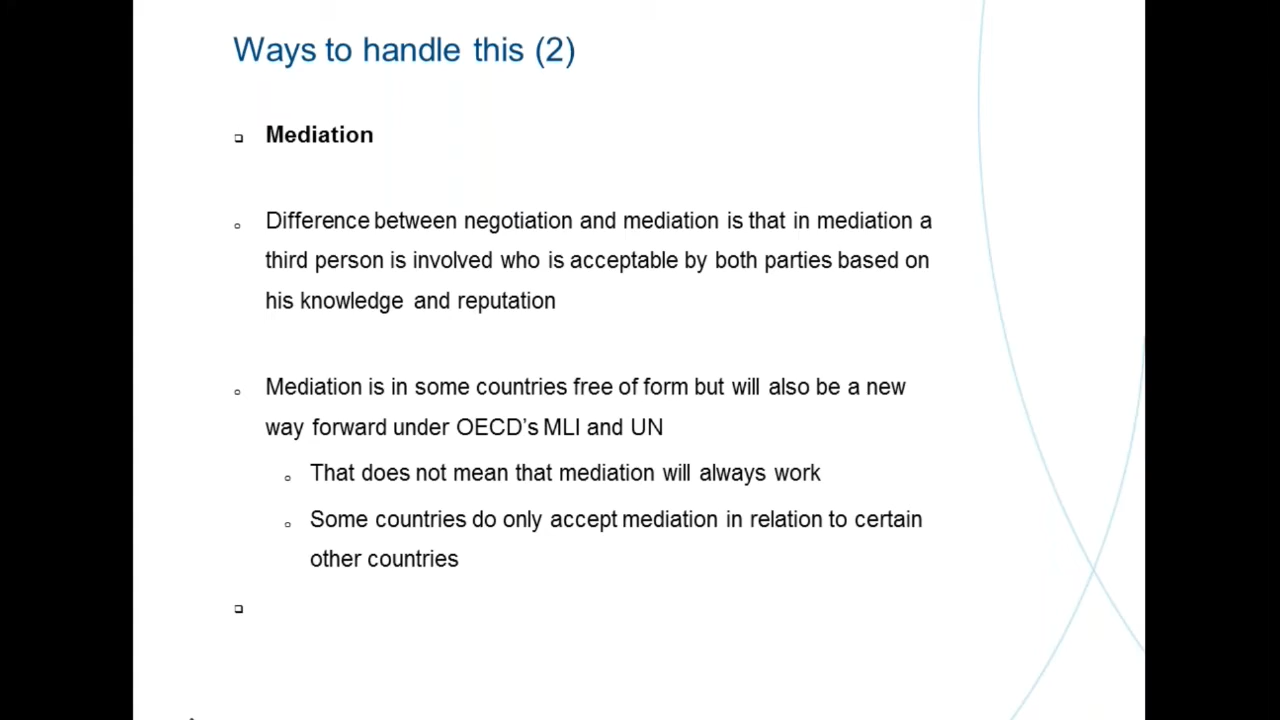 Ways to handle this (2)
Mediation
Difference between negotiation and mediation is that in mediation a
third person is involved who is acceptable by both parties based on
his knowledge and reputation
Mediation is in some countries free of form but will also be a new
way forward under OECD's MLI and UN
That does not mean that mediation will always work
Some countries do only accept mediation in relation to certain
other countries